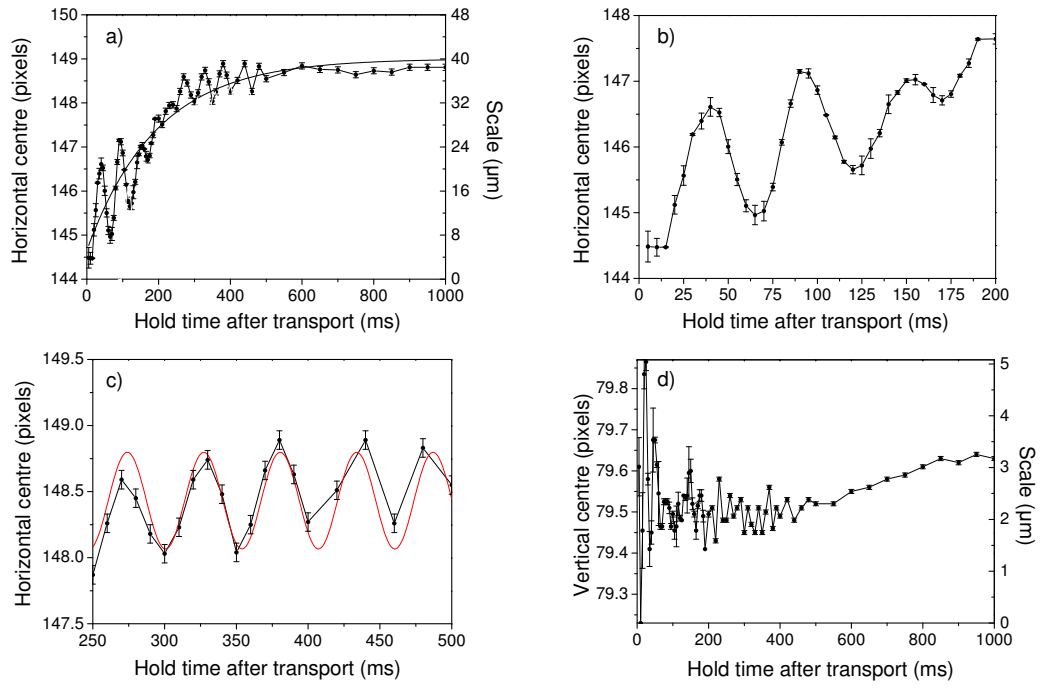 a)
Horizontal centre (pixels)
150
149
148
147
146
145
144
48
40
32
24
16
8
0
Scale (µm)
0 200 400 600 800 1000
Hold time after transport (ms)
b)
Horizontal centre (pixels)
148
147
146
145
144
0 25 50 75 100 125 150 175 200
Hold time after transport (ms)
c)
Horizontal centre (pixels)
149.5
149.0
148.5
148.0
147.5
250 300 350 400 450 500
Hold time after transport (ms)
d)
Vertical centre (pixels)
79.8
79.7
79.6
79.5
79.4
79.3
5
4
3
2
1
0
Scale (µm)
0 200 400 600 800 1000
Hold time after transport (ms)